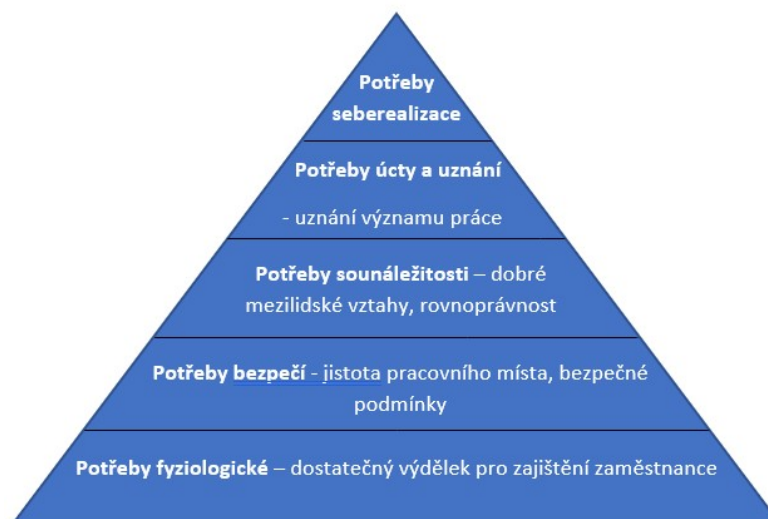 Potřeby
seberealizace
Potřeby úcty a uznání
- uznání významu práce
Potřeby sounáležitosti – dobré
mezilidské vztahy, rovnoprávnost
Potřeby bezpečí - jistota pracovního místa, bezpečné
podmínky
Potřeby fyziologické – dostatečný výdělek pro zajištění zaměstnance